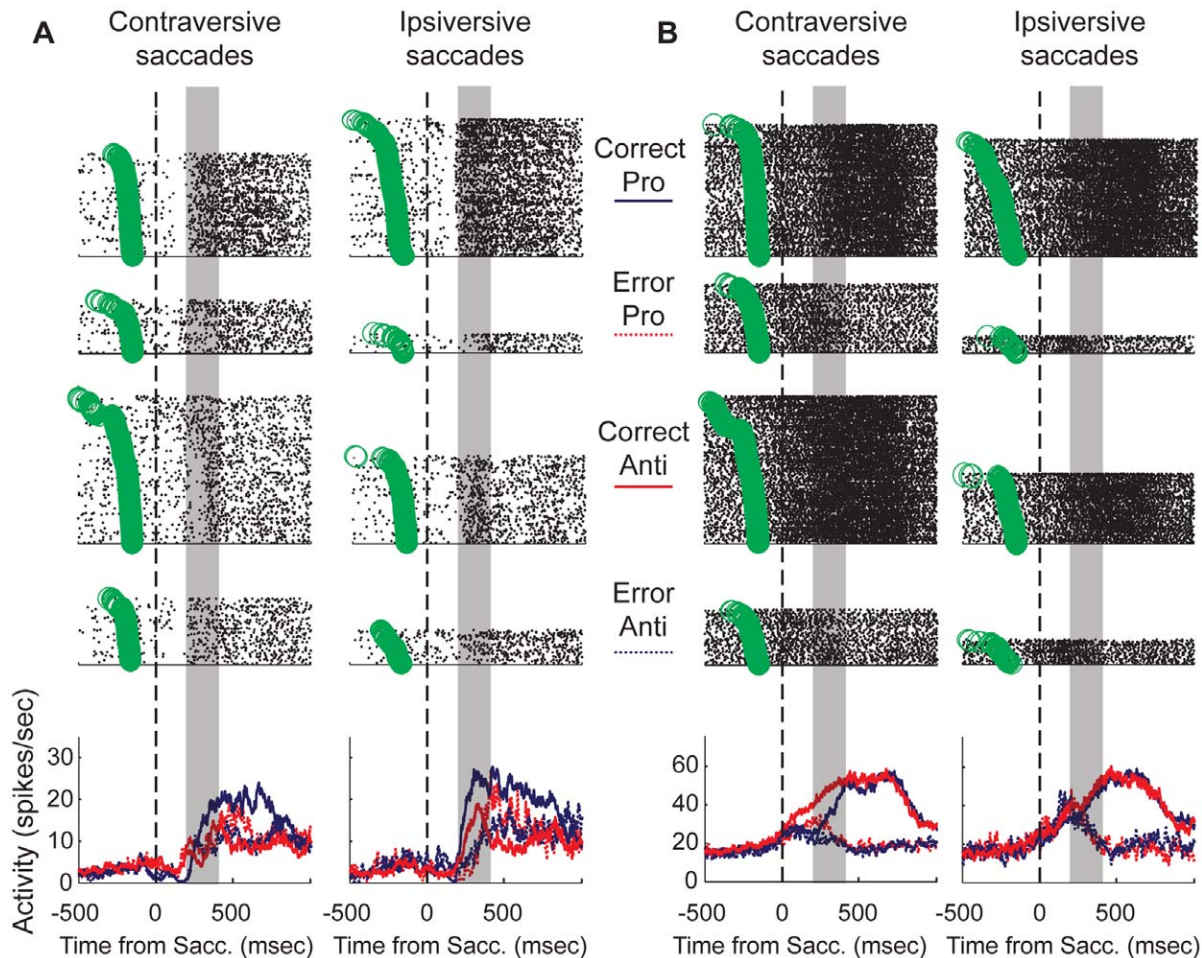 A
Contraversive
saccades
Ipsiversive
saccades
B
Contraversive
saccades
Ipsiversive
saccades
Correct
Pro
Error
Pro
Correct
Anti
Error
Anti
Activity (spikes/sec)
30
20
10
0
60
40
20
0
-500 0 500
-500 0 500
-500 0 500
-500 0 500
Time from Sacc. (msec)
Time from Sacc. (msec)
Time from Sacc. (msec)
Time from Sacc. (msec)